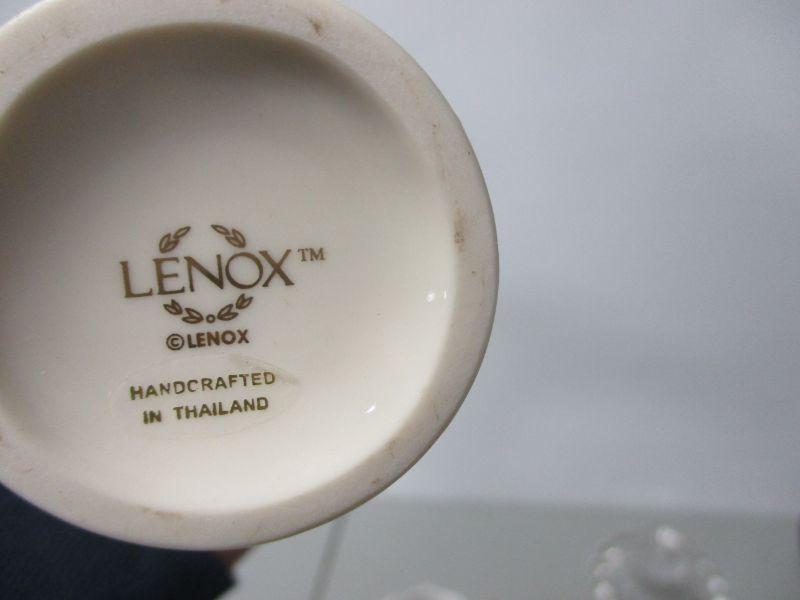 LENOX™
©LENOX
HANDCRAFTED
IN THAILAND